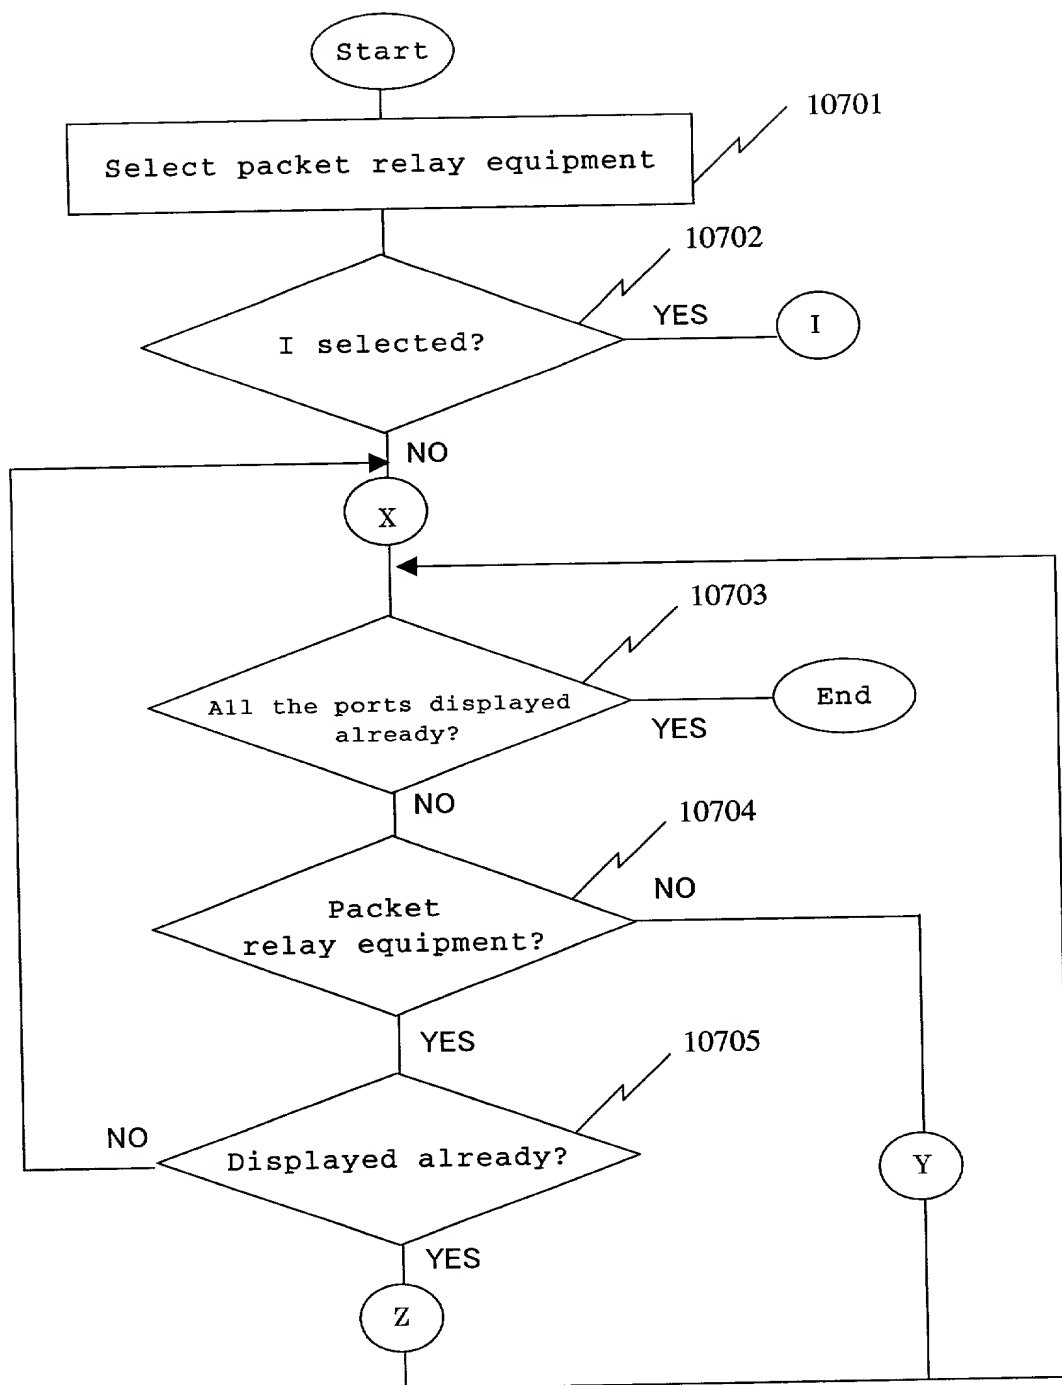 Start
10701
Select packet relay equipment
10702
YES
I
I selected?
NO
X
10703
All the ports displayed
already?
YES
End
NO
10704
NO
Packet
relay equipment?
YES
10705
NO
Displayed already?
Y
YES
Z